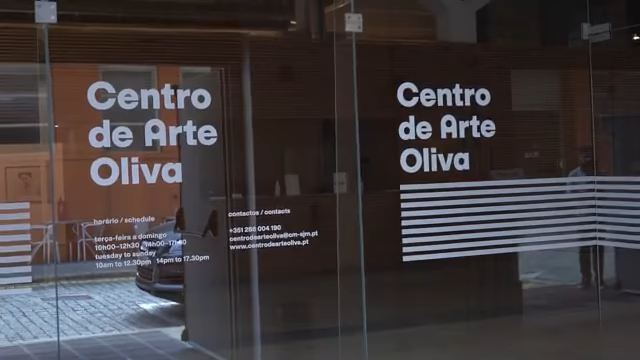 Centro
de Arte
Oliva
horário / schedule
terça-feira a domingo
10h00-12h30 14h00-17h30
tuesday to sunday
10am to 12.30pm 14pm to 17.30pm
contactos / contacts
+351 256 004 190
centrodearteoliva@cm-sjm.pt
www.centrodearteoliva.pt
Centro
de Arte
Oliva